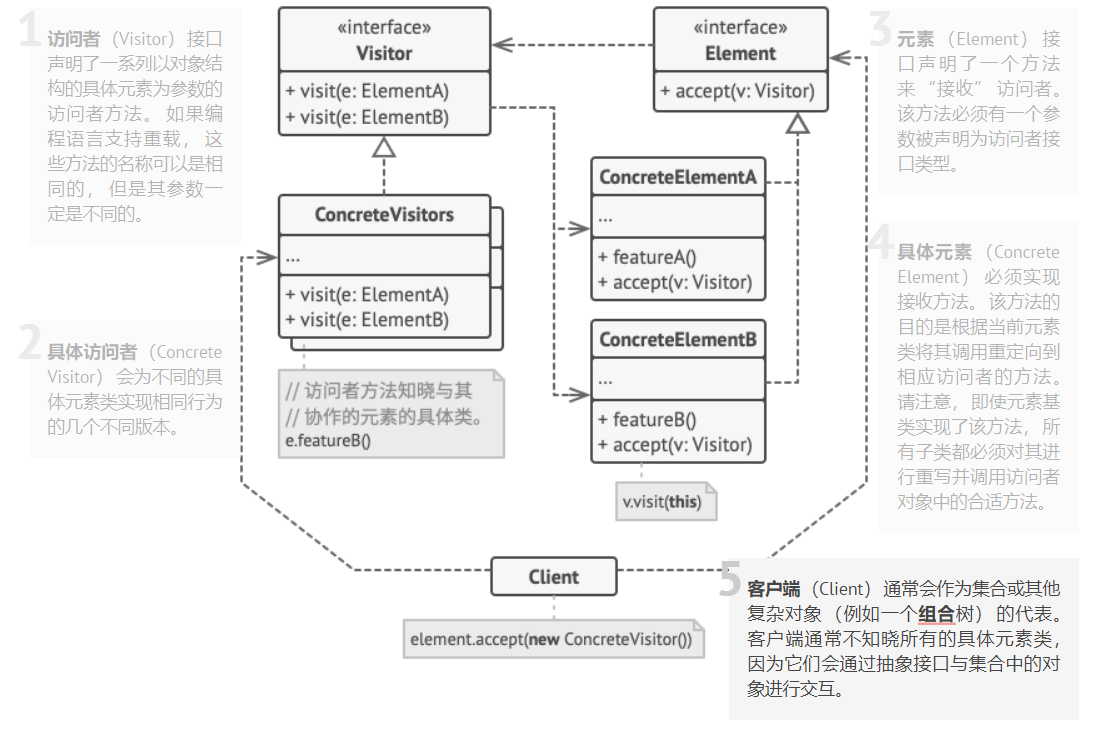 1
访问者（Visitor）接口
声明了一系列以对象结
构的具体元素为参数的
访问者方法。如果编
程语言支持重载，这
些方法的名称可以是相
同的，但是其参数一
定是不同的。
«interface»
Visitor
+ visit(e: ElementA)
+ visit(e: ElementB)
«interface»
Element
+ accept(v: Visitor)
3
元素（Element）接
口声明了一个方法
来“接收”访问者。
该方法必须有一个参
数被声明为访问者接
口类型。
ConcreteVisitors
...
+ visit(e: ElementA)
+ visit(e: ElementB)
ConcreteElementA
...
+ featureA()
+ accept(v: Visitor)
2
具体访问者（Concrete
Visitor）会为不同的具
体元素类实现相同行为
的几个不同版本。
// 访问者方法知晓与其
// 协作的元素的具体类。
e.featureB()
ConcreteElementB
...
+ featureB()
+ accept(v: Visitor)
v.visit(this)
4
具体元素（Concrete
Element）必须实现
接收方法。该方法的
目的是根据当前元素
类将其调用重定向到
相应访问者的方法。
请注意，即使元素基
类实现了该方法，所
有子类都必须对其进
行重写并调用访问者
对象中的合适方法。
Client
element.accept(new ConcreteVisitor())
5
客户端（Client）通常会作为集合或其他
复杂对象（例如一个组合树）的代表。
客户端通常不知晓所有的具体元素类，
因为它们会通过抽象接口与集合中的对
象进行交互。